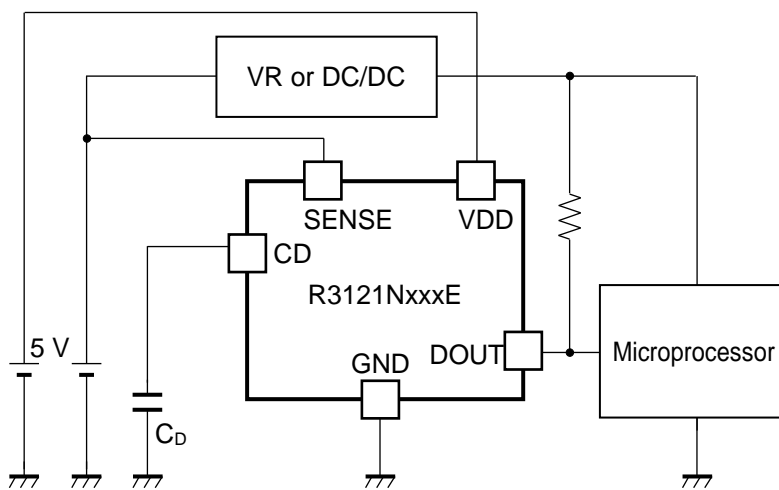 VR or DC/DC
SENSE
VDD
CD
R3121NxxxE
5 V
GND
DOUT
Microprocessor
CD